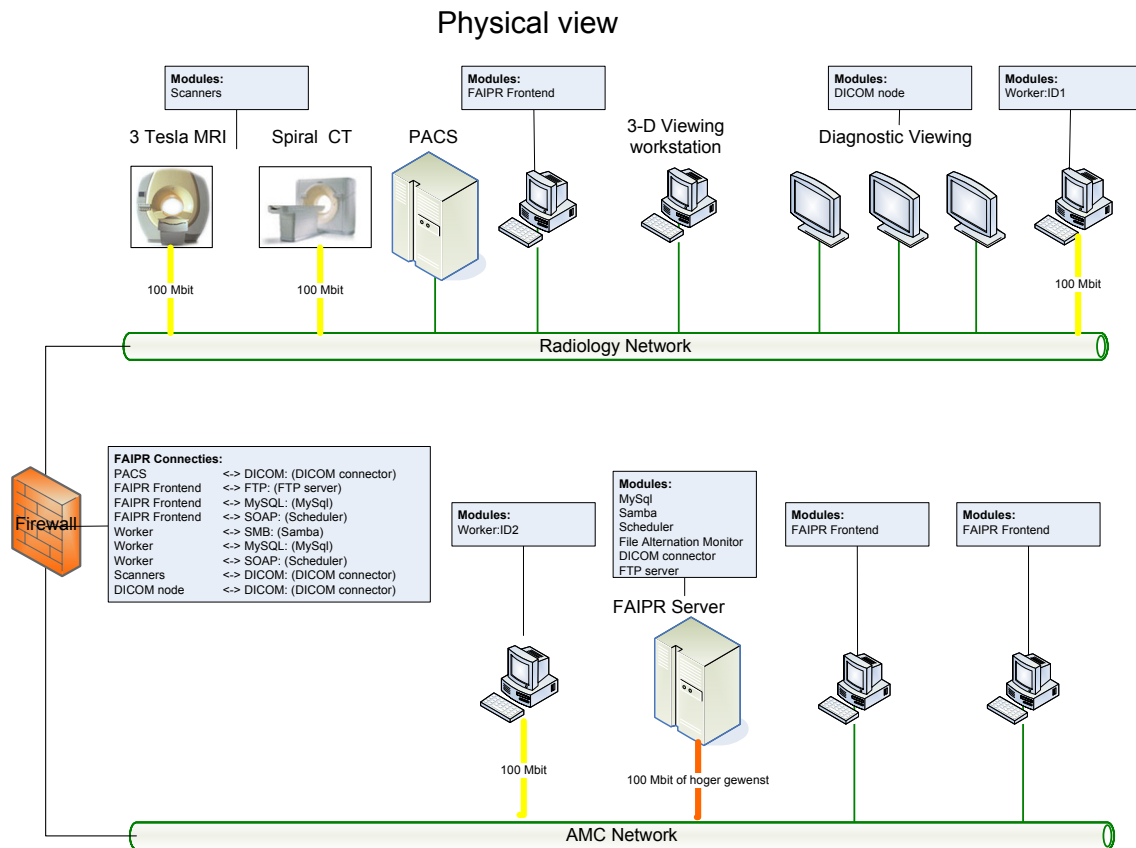 Physical view
Modules:
Scanners
Modules:
FAIPR Frontend
Modules:
DICOM node
Modules:
Worker:ID1
3 Tesla MRI
Spiral CT
PACS
3-D Viewing
workstation
Diagnostic Viewing
100 Mbit
100 Mbit
100 Mbit
Radiology Network
Firewall
FAIPR Connecties:
PACS <-> DICOM: (DICOM connector)
FAIPR Frontend <-> FTP: (FTP server)
FAIPR Frontend <-> MySQL: (MySql)
FAIPR Frontend <-> SOAP: (Scheduler)
Worker <-> SMB: (Samba)
Worker <-> MySQL: (MySql)
Worker <-> SOAP: (Scheduler)
Scanners <-> DICOM: (DICOM connector)
DICOM node <-> DICOM: (DICOM connector)
Modules:
Worker:ID2
Modules:
MySql
Samba
Scheduler
File Alternation Monitor
DICOM connector
FTP server
Modules:
FAIPR Frontend
Modules:
FAIPR Frontend
FAIPR Server
100 Mbit
100 Mbit of hoger gewenst
AMC Network